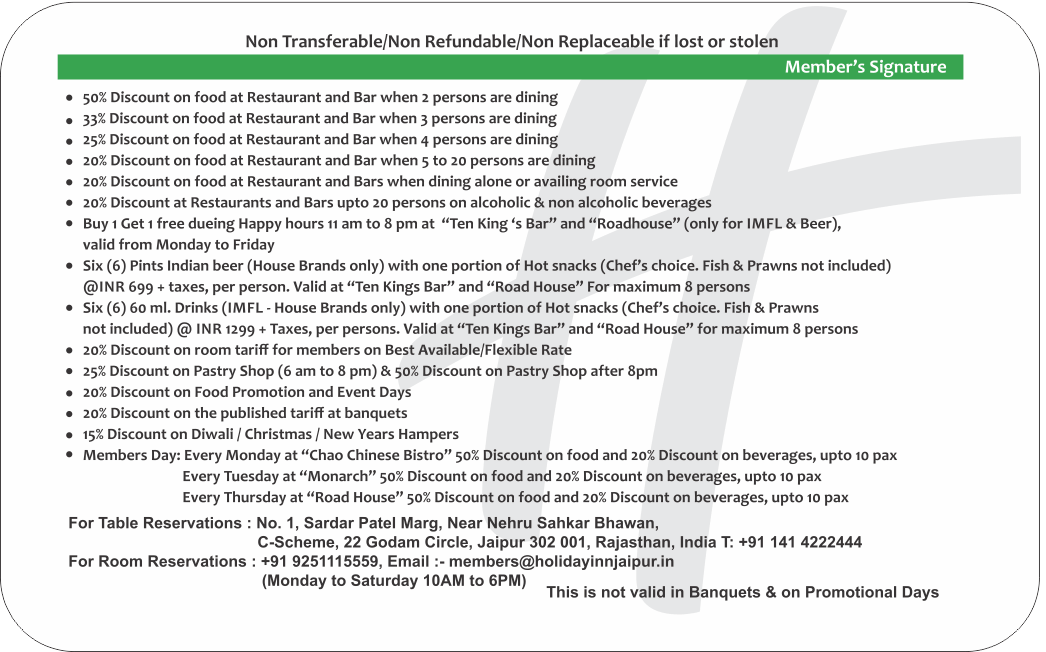 Non Transferable/Non Refundable/Non Replaceable if lost or stolen
Member's Signature
• 50% Discount on food at Restaurant and Bar when 2 persons are dining
• 33% Discount on food at Restaurant and Bar when 3 persons are dining
• 25% Discount on food at Restaurant and Bar when 4 persons are dining
• 20% Discount on food at Restaurant and Bar when 5 to 20 persons are dining
• 20% Discount on food at Restaurant and Bars when dining alone or availing room service
• 20% Discount at Restaurants and Bars upto 20 persons on alcoholic & non alcoholic beverages
• Buy 1 Get 1 free dueing Happy hours 11 am to 8 pm at “Ten King ‘s Bar” and “Roadhouse” (only for IMFL & Beer),
valid from Monday to Friday
• Six (6) Pints Indian beer (House Brands only) with one portion of Hot snacks (Chef’s choice. Fish & Prawns not included)
@INR 699 + taxes, per person. Valid at “Ten Kings Bar” and “Road House” For maximum 8 persons
• Six (6) 60 ml. Drinks (IMFL - House Brands only) with one portion of Hot snacks (Chef’s choice. Fish & Prawns
not included) @ INR 1299 + Taxes, per persons. Valid at “Ten Kings Bar” and “Road House” for maximum 8 persons
• 20% Discount on room tariff for members on Best Available/Flexible Rate
• 25% Discount on Pastry Shop (6 am to 8 pm) & 50% Discount on Pastry Shop after 8pm
• 20% Discount on Food Promotion and Event Days
• 20% Discount on the published tariff at banquets
• 15% Discount on Diwali / Christmas / New Years Hampers
• Members Day: Every Monday at “Chao Chinese Bistro” 50% Discount on food and 20% Discount on beverages, upto 10 pax
Every Tuesday at “Monarch” 50% Discount on food and 20% Discount on beverages, upto 10 pax
Every Thursday at “Road House” 50% Discount on food and 20% Discount on beverages, upto 10 pax
For Table Reservations : No. 1, Sardar Patel Marg, Near Nehru Sahkar Bhawan,
C-Scheme, 22 Godam Circle, Jaipur 302 001, Rajasthan, India T: +91 141 4222444
For Room Reservations : +91 9251115559, Email :- members@holidayinnjaipur.in
(Monday to Saturday 10AM to 6PM)
This is not valid in Banquets & on Promotional Days